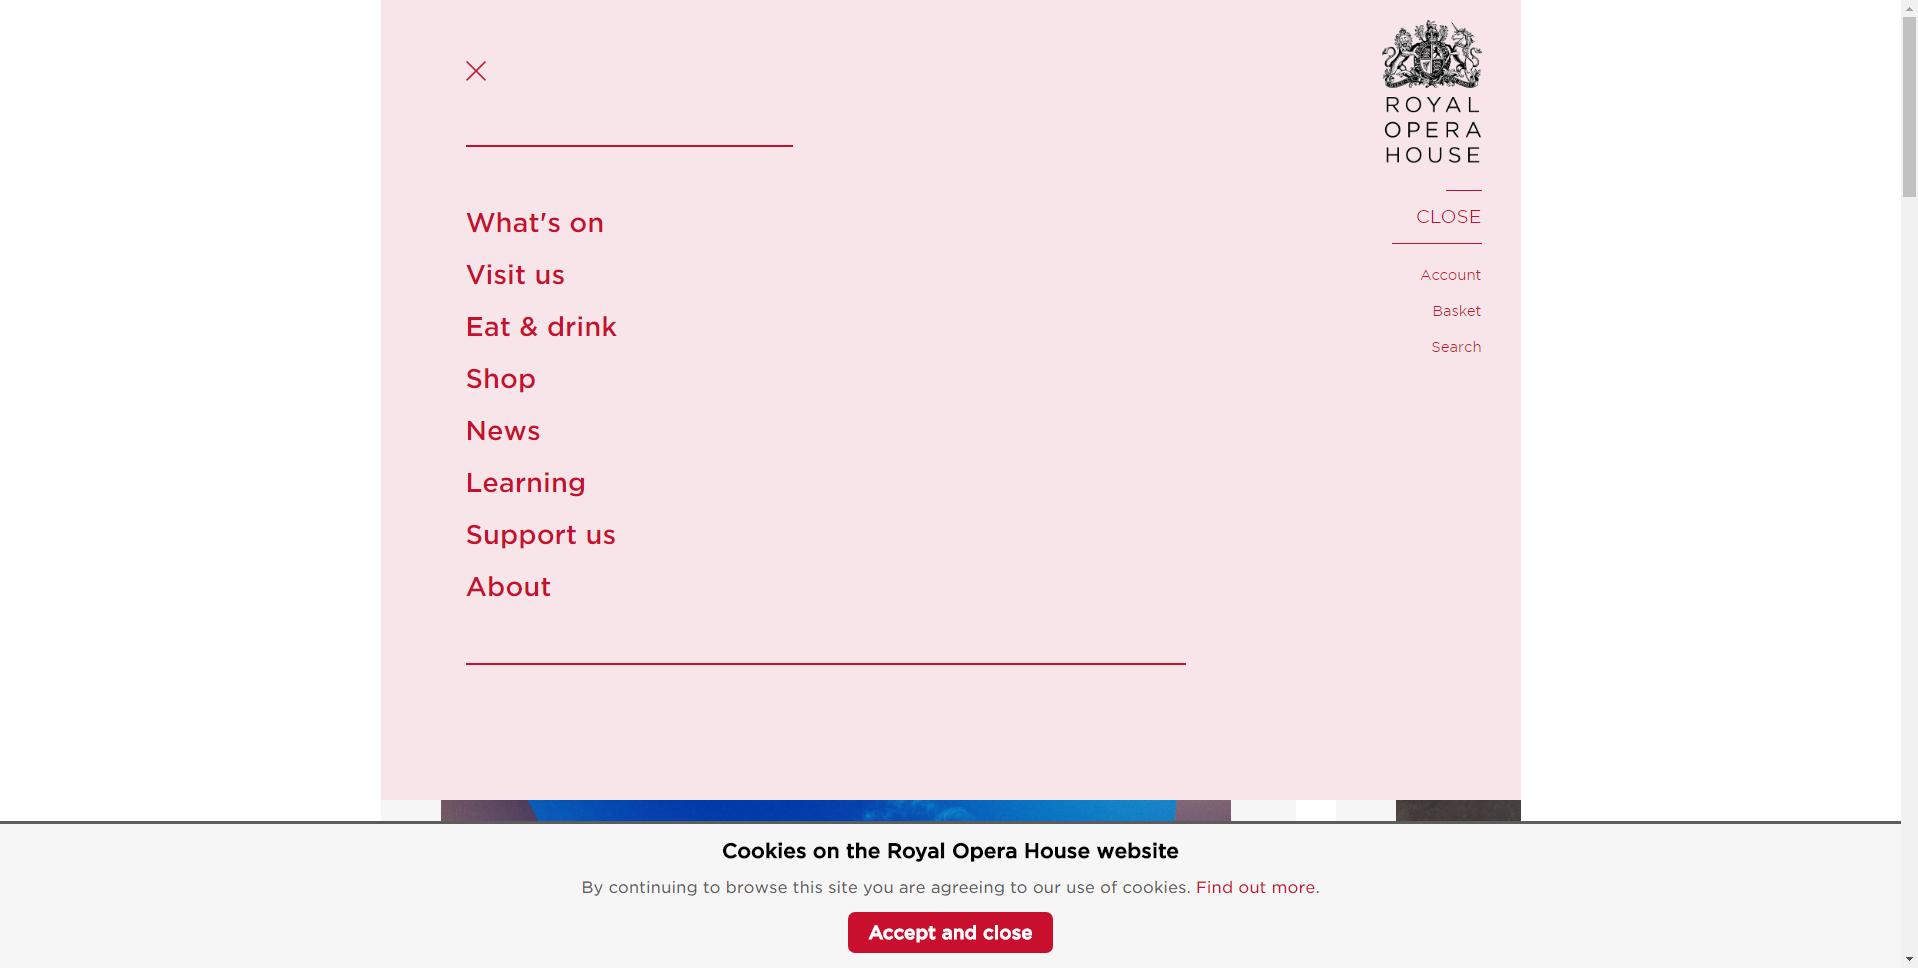 ROYAL
OPERA
HOUSE
CLOSE
Account
Basket
Search
What's on
Visit us
Eat & drink
Shop
News
Learning
Support us
About
Cookies on the Royal Opera House website
By continuing to browse this site you are agreeing to our use of cookies. Find out more.
Accept and close